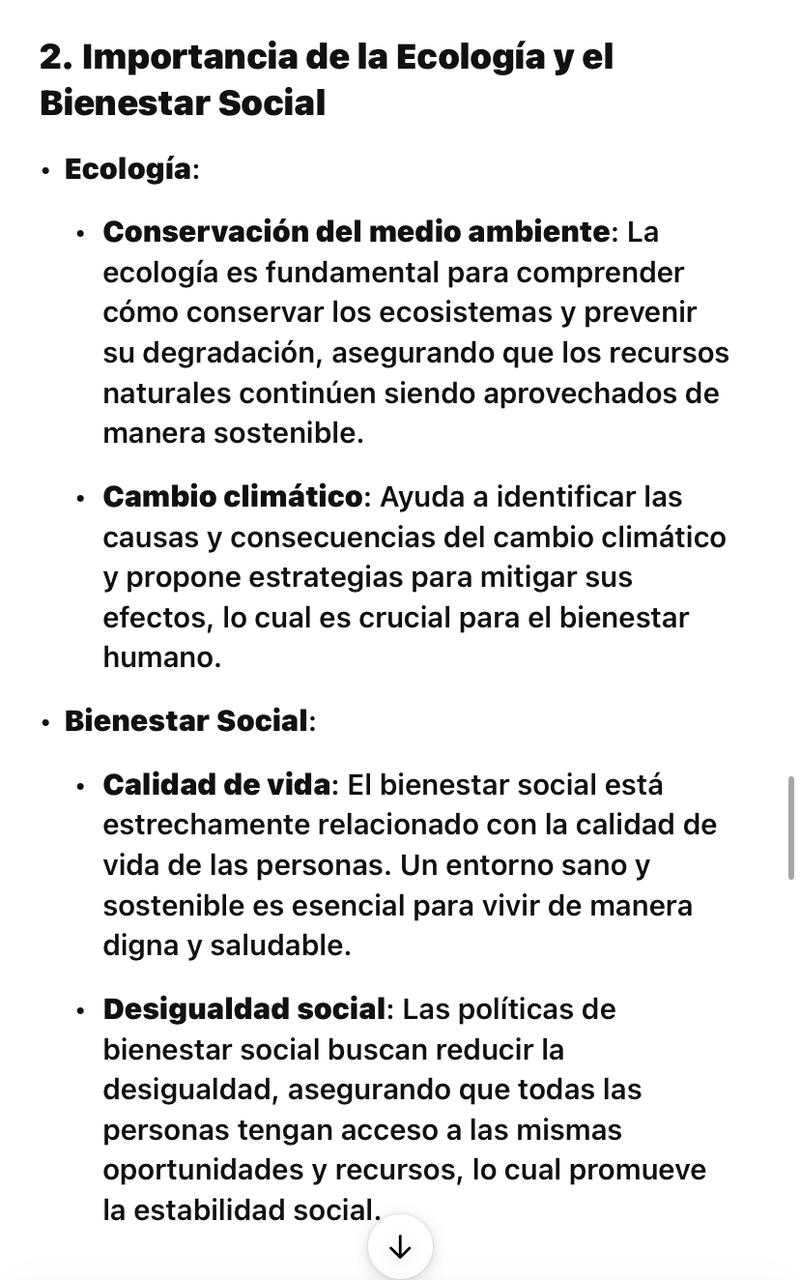 2. Importancia de la Ecología y el
Bienestar Social
• Ecología:
• Conservación del medio ambiente: La
ecología es fundamental para comprender
cómo conservar los ecosistemas y prevenir
su degradación, asegurando que los recursos
naturales continúen siendo aprovechados de
manera sostenible.
• Cambio climático: Ayuda a identificar las
causas y consecuencias del cambio climático
y propone estrategias para mitigar sus
efectos, lo cual es crucial para el bienestar
humano.
• Bienestar Social:
• Calidad de vida: El bienestar social está
estrechamente relacionado con la calidad de
vida de las personas. Un entorno sano y
sostenible es esencial para vivir de manera
digna y saludable.
• Desigualdad social: Las políticas de
bienestar social buscan reducir la
desigualdad, asegurando que todas las
personas tengan acceso a las mismas
oportunidades y recursos, lo cual promueve
la estabilidad social.